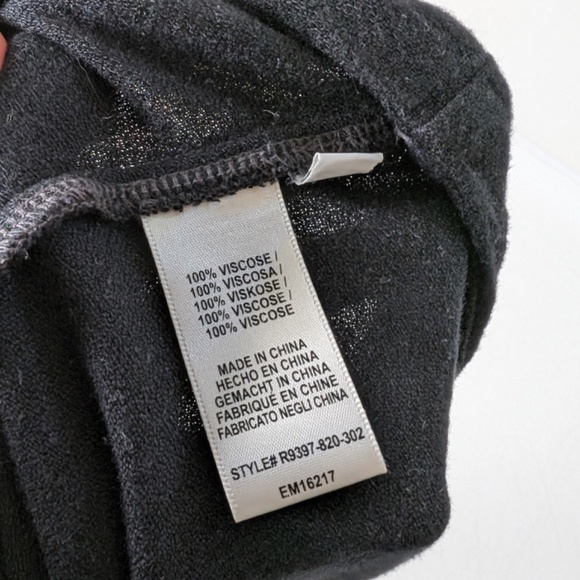 100% VISCOSE /
100% VISCOSA /
100% VISKOSE /
100% VISCOSE /
100% VISCOSE
MADE IN CHINA
HECHO EN CHINA
GEMACHT IN CHINA
FABRIQUE EN CHINE
FABRICATO NEGLI CHINA
STYLE# R9397-820-302
EM16217